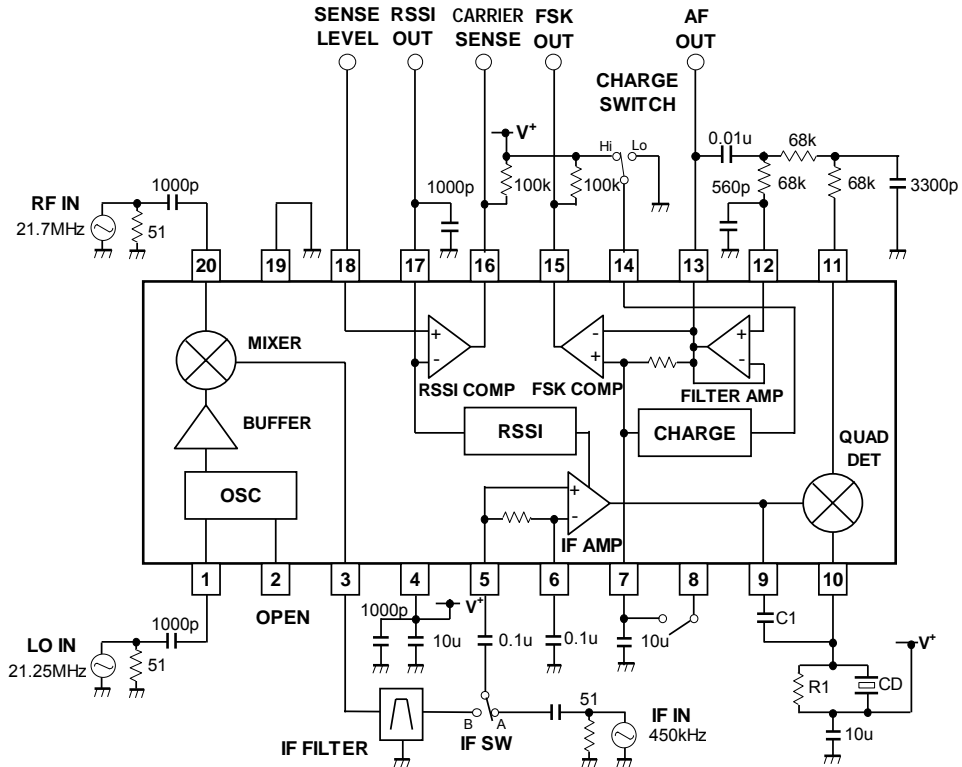 SENSE LEVEL
RSSI OUT
CARRIER SENSE
FSK OUT
AF OUT
CHARGE SWITCH
V+
Hi
Lo
0.01u
68k
1000p
1000p
100k
100k
560p
68k
68k
3300p
RF IN
21.7MHz
51
20
19
18
17
16
15
14
13
12
11
MIXER
+
-
RSSI COMP
-
+
FSK COMP
+
-
FILTER AMP
BUFFER
RSSI
CHARGE
QUAD DET
OSC
+
-
IF AMP
1
2
3
4
5
6
7
8
9
10
OPEN
LO IN
21.25MHz
1000p
51
1000p
V+
10u
0.1u
0.1u
10u
C1
V+
R1
CD
10u
IF FILTER
B
A
IF SW
51
IF IN
450kHz